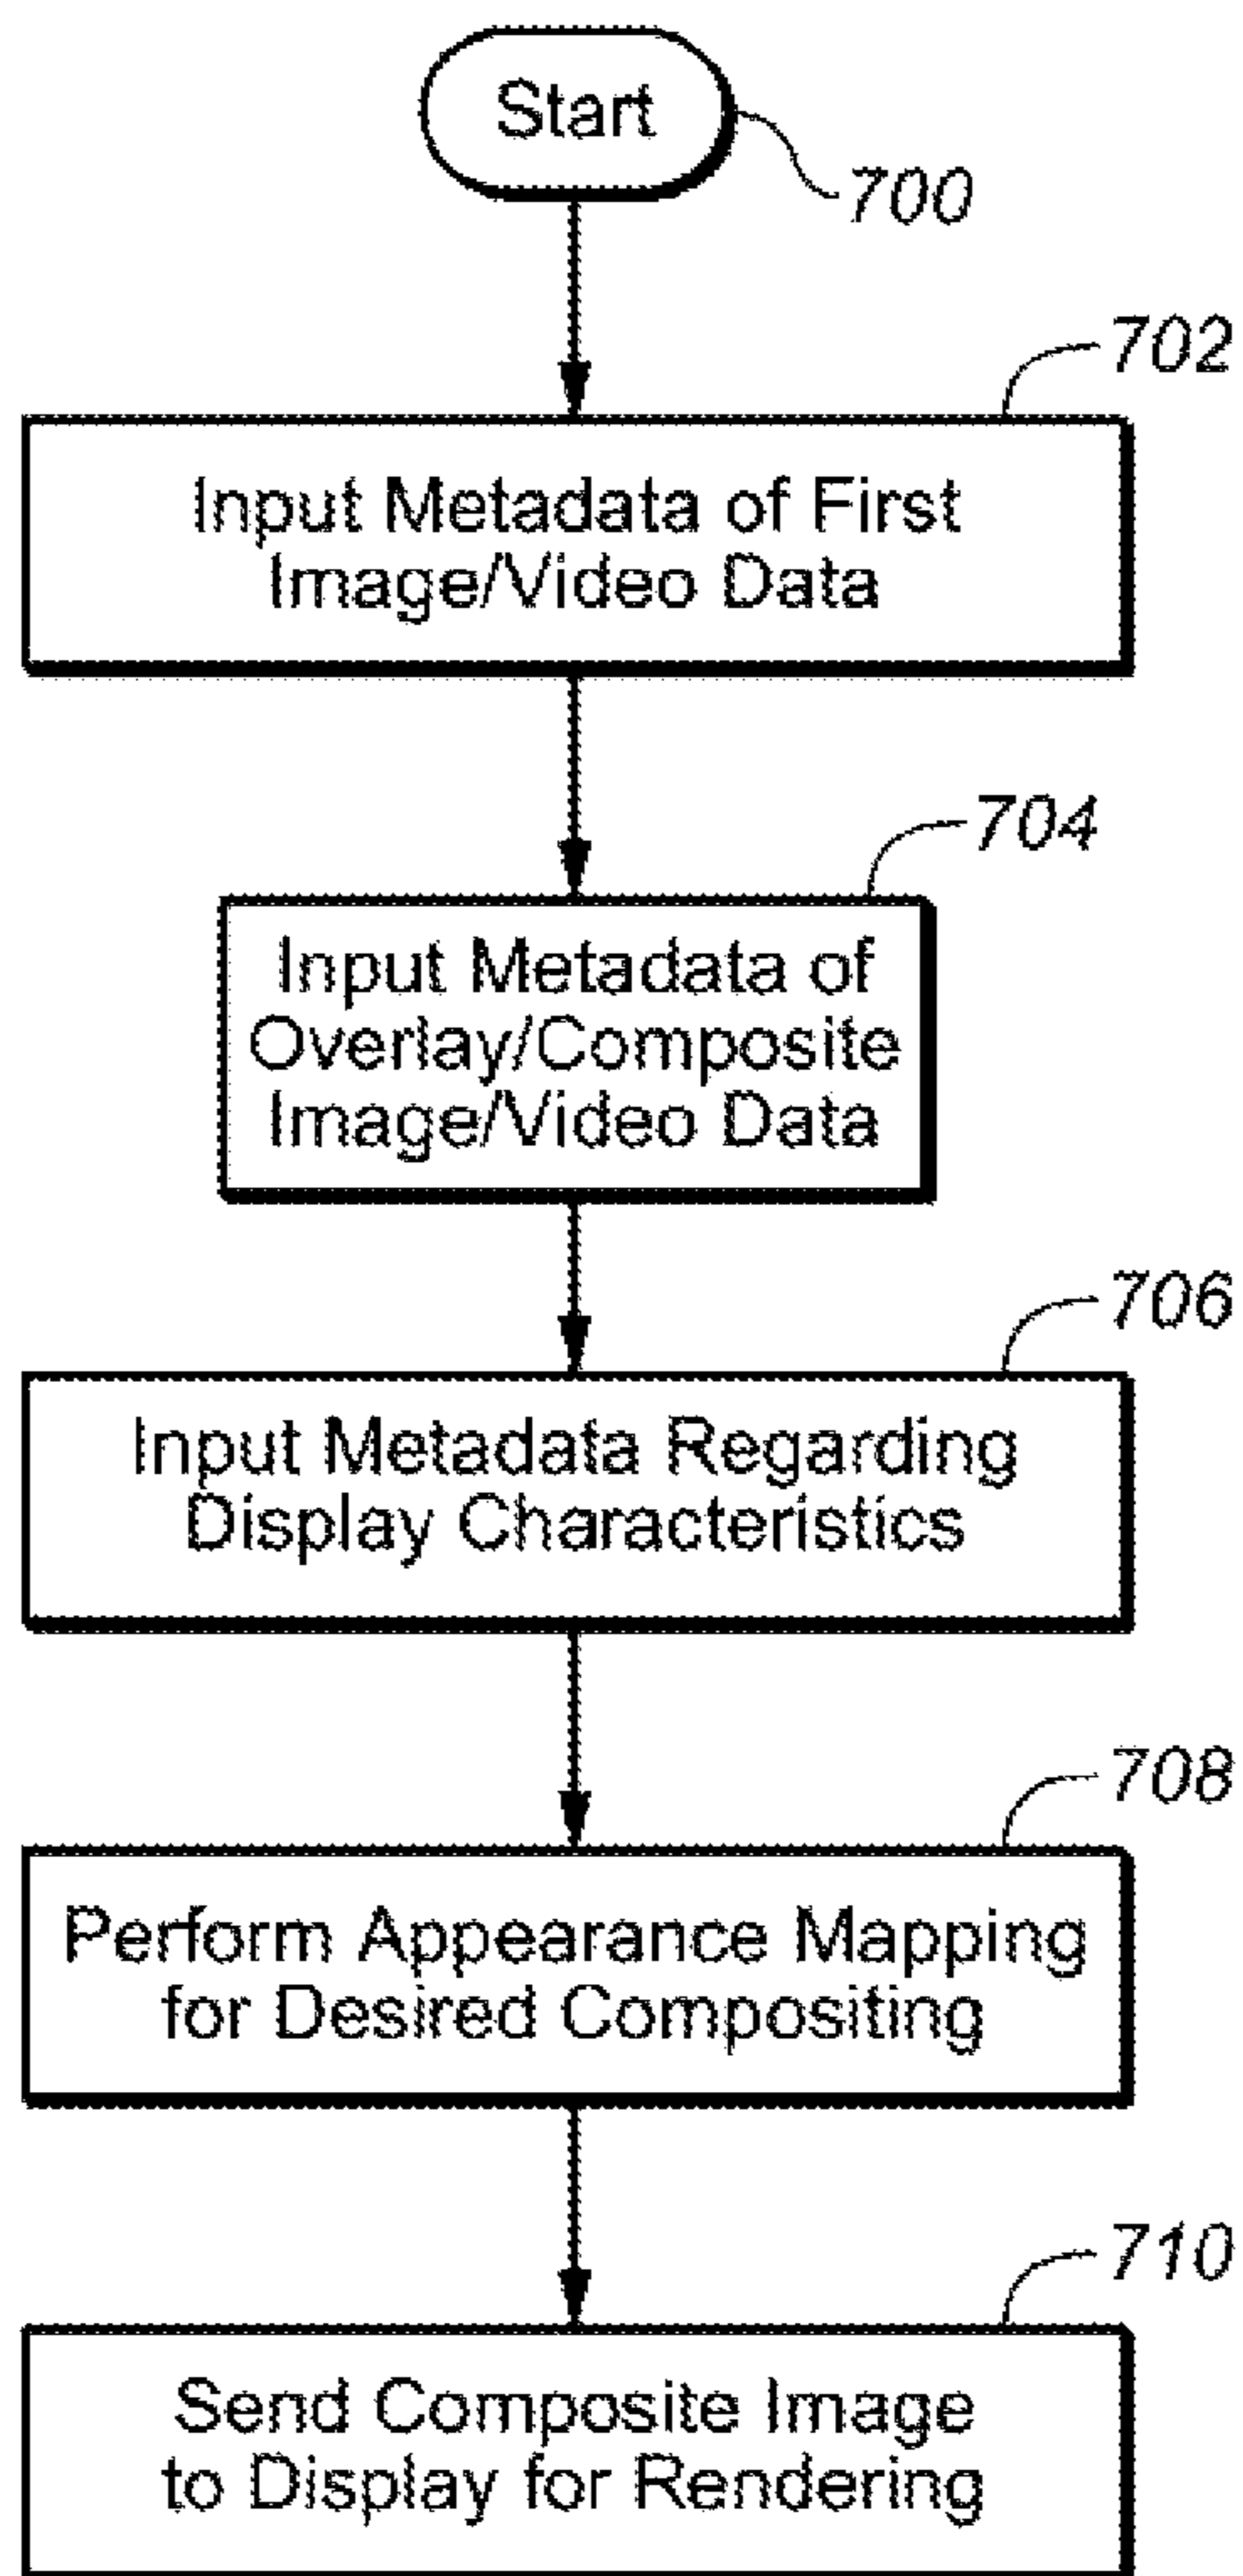 Start
700
702
Input Metadata of First
Image/Video Data
704
Input Metadata of
Overlay/Composite
Image/Video Data
706
Input Metadata Regarding
Display Characteristics
708
Perform Appearance Mapping
for Desired Compositing
710
Send Composite Image
to Display for Rendering